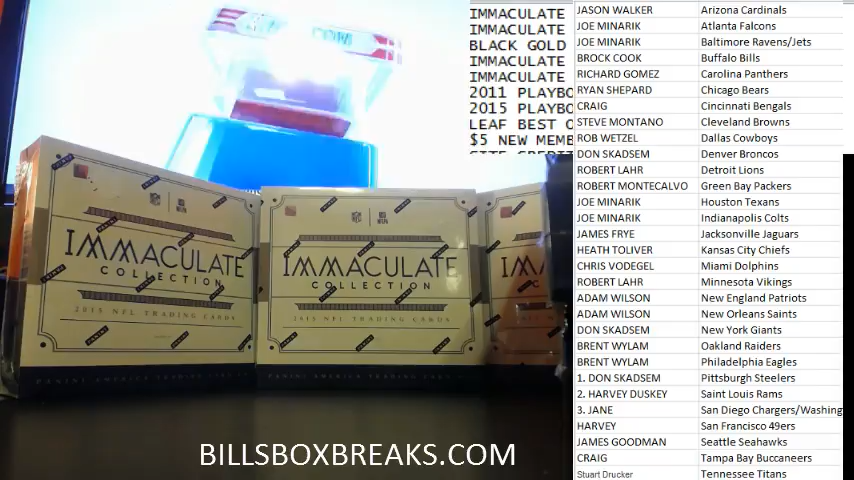 IMMACULATE
IMMACULATE
BLACK GOLD
IMMACULATE
IMMACULATE
2011 PLAYBO
2015 PLAYBO
LEAF BEST O
$5 NEW MEMB
SITE CREDIT
JASON WALKER Arizona Cardinals
JOE MINARIK Atlanta Falcons
JOE MINARIK Baltimore Ravens/Jets
BROCK COOK Buffalo Bills
RICHARD GOMEZ Carolina Panthers
RYAN SHEPARD Chicago Bears
CRAIG Cincinnati Bengals
STEVE MONTANO Cleveland Browns
ROB WETZEL Dallas Cowboys
DON SKADSEM Denver Broncos
ROBERT LAHR Detroit Lions
ROBERT MONTECALVO Green Bay Packers
JOE MINARIK Houston Texans
JOE MINARIK Indianapolis Colts
JAMES FRYE Jacksonville Jaguars
HEATH TOLIVER Kansas City Chiefs
CHRIS VODEGEL Miami Dolphins
ROBERT LAHR Minnesota Vikings
ADAM WILSON New England Patriots
ADAM WILSON New Orleans Saints
DON SKADSEM New York Giants
BRENT WYLAM Oakland Raiders
BRENT WYLAM Philadelphia Eagles
1. DON SKADSEM Pittsburgh Steelers
2. HARVEY DUSKEY Saint Louis Rams
3. JANE San Diego Chargers/Washing
HARVEY San Francisco 49ers
JAMES GOODMAN Seattle Seahawks
CRAIG Tampa Bay Buccaneers
Stuart Drucker Tennessee Titans
IMMACULATE
COLLECTION
2015 NFL TRADING CARDS
IMMACULATE
COLLECTION
2015 NFL TRADING CARDS
IMMA
BILLSBOXBREAKS.COM